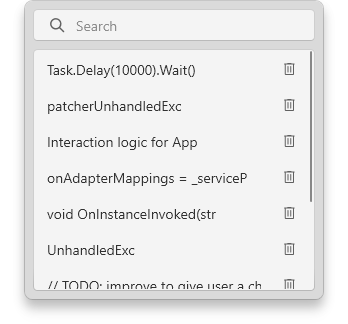 Search
Task.Delay(10000).Wait()
patcherUnhandledExc
Interaction logic for App
onAdapterMappings = _serviceP
void OnInstanceInvoked(str
UnhandledExc
// TODO: improve to give user a ch